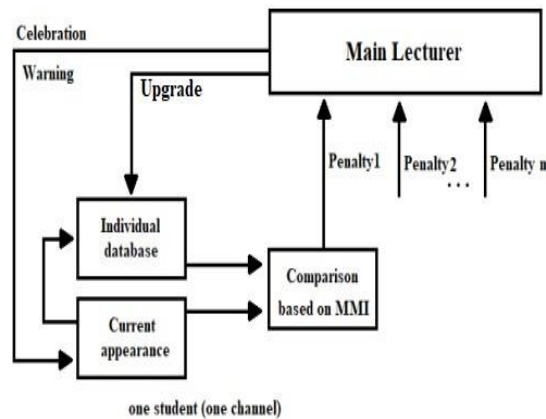 Celebration
Warning
Main Lecturer
Upgrade
Penalty1
Penalty2
...
Penalty n
Individual
database
Comparison
based on MMI
Current
appearance
one student (one channel)